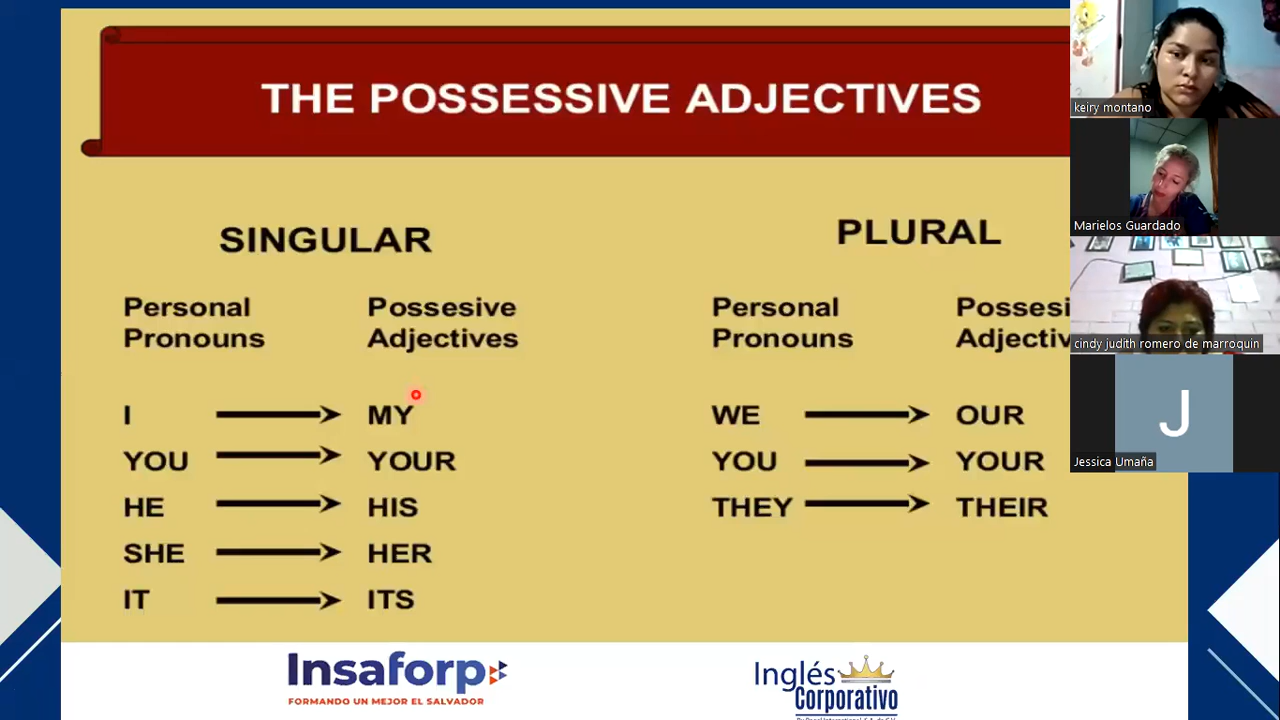 THE POSSESSIVE ADJECTIVES
SINGULAR
PLURAL
Personal
Pronouns
Possesive
Adjectives
Personal
Pronouns
I MY
YOU YOUR
HE HIS
SHE HER
IT ITS
WE OUR
YOU YOUR
THEY THEIR
Insaforp
FORMANDO UN MEJOR EL SALVADOR
Inglés
Corporativo
keiry montano
Marielos Guardado
cindy judith romero de marroquin
J
Jessica Umaña